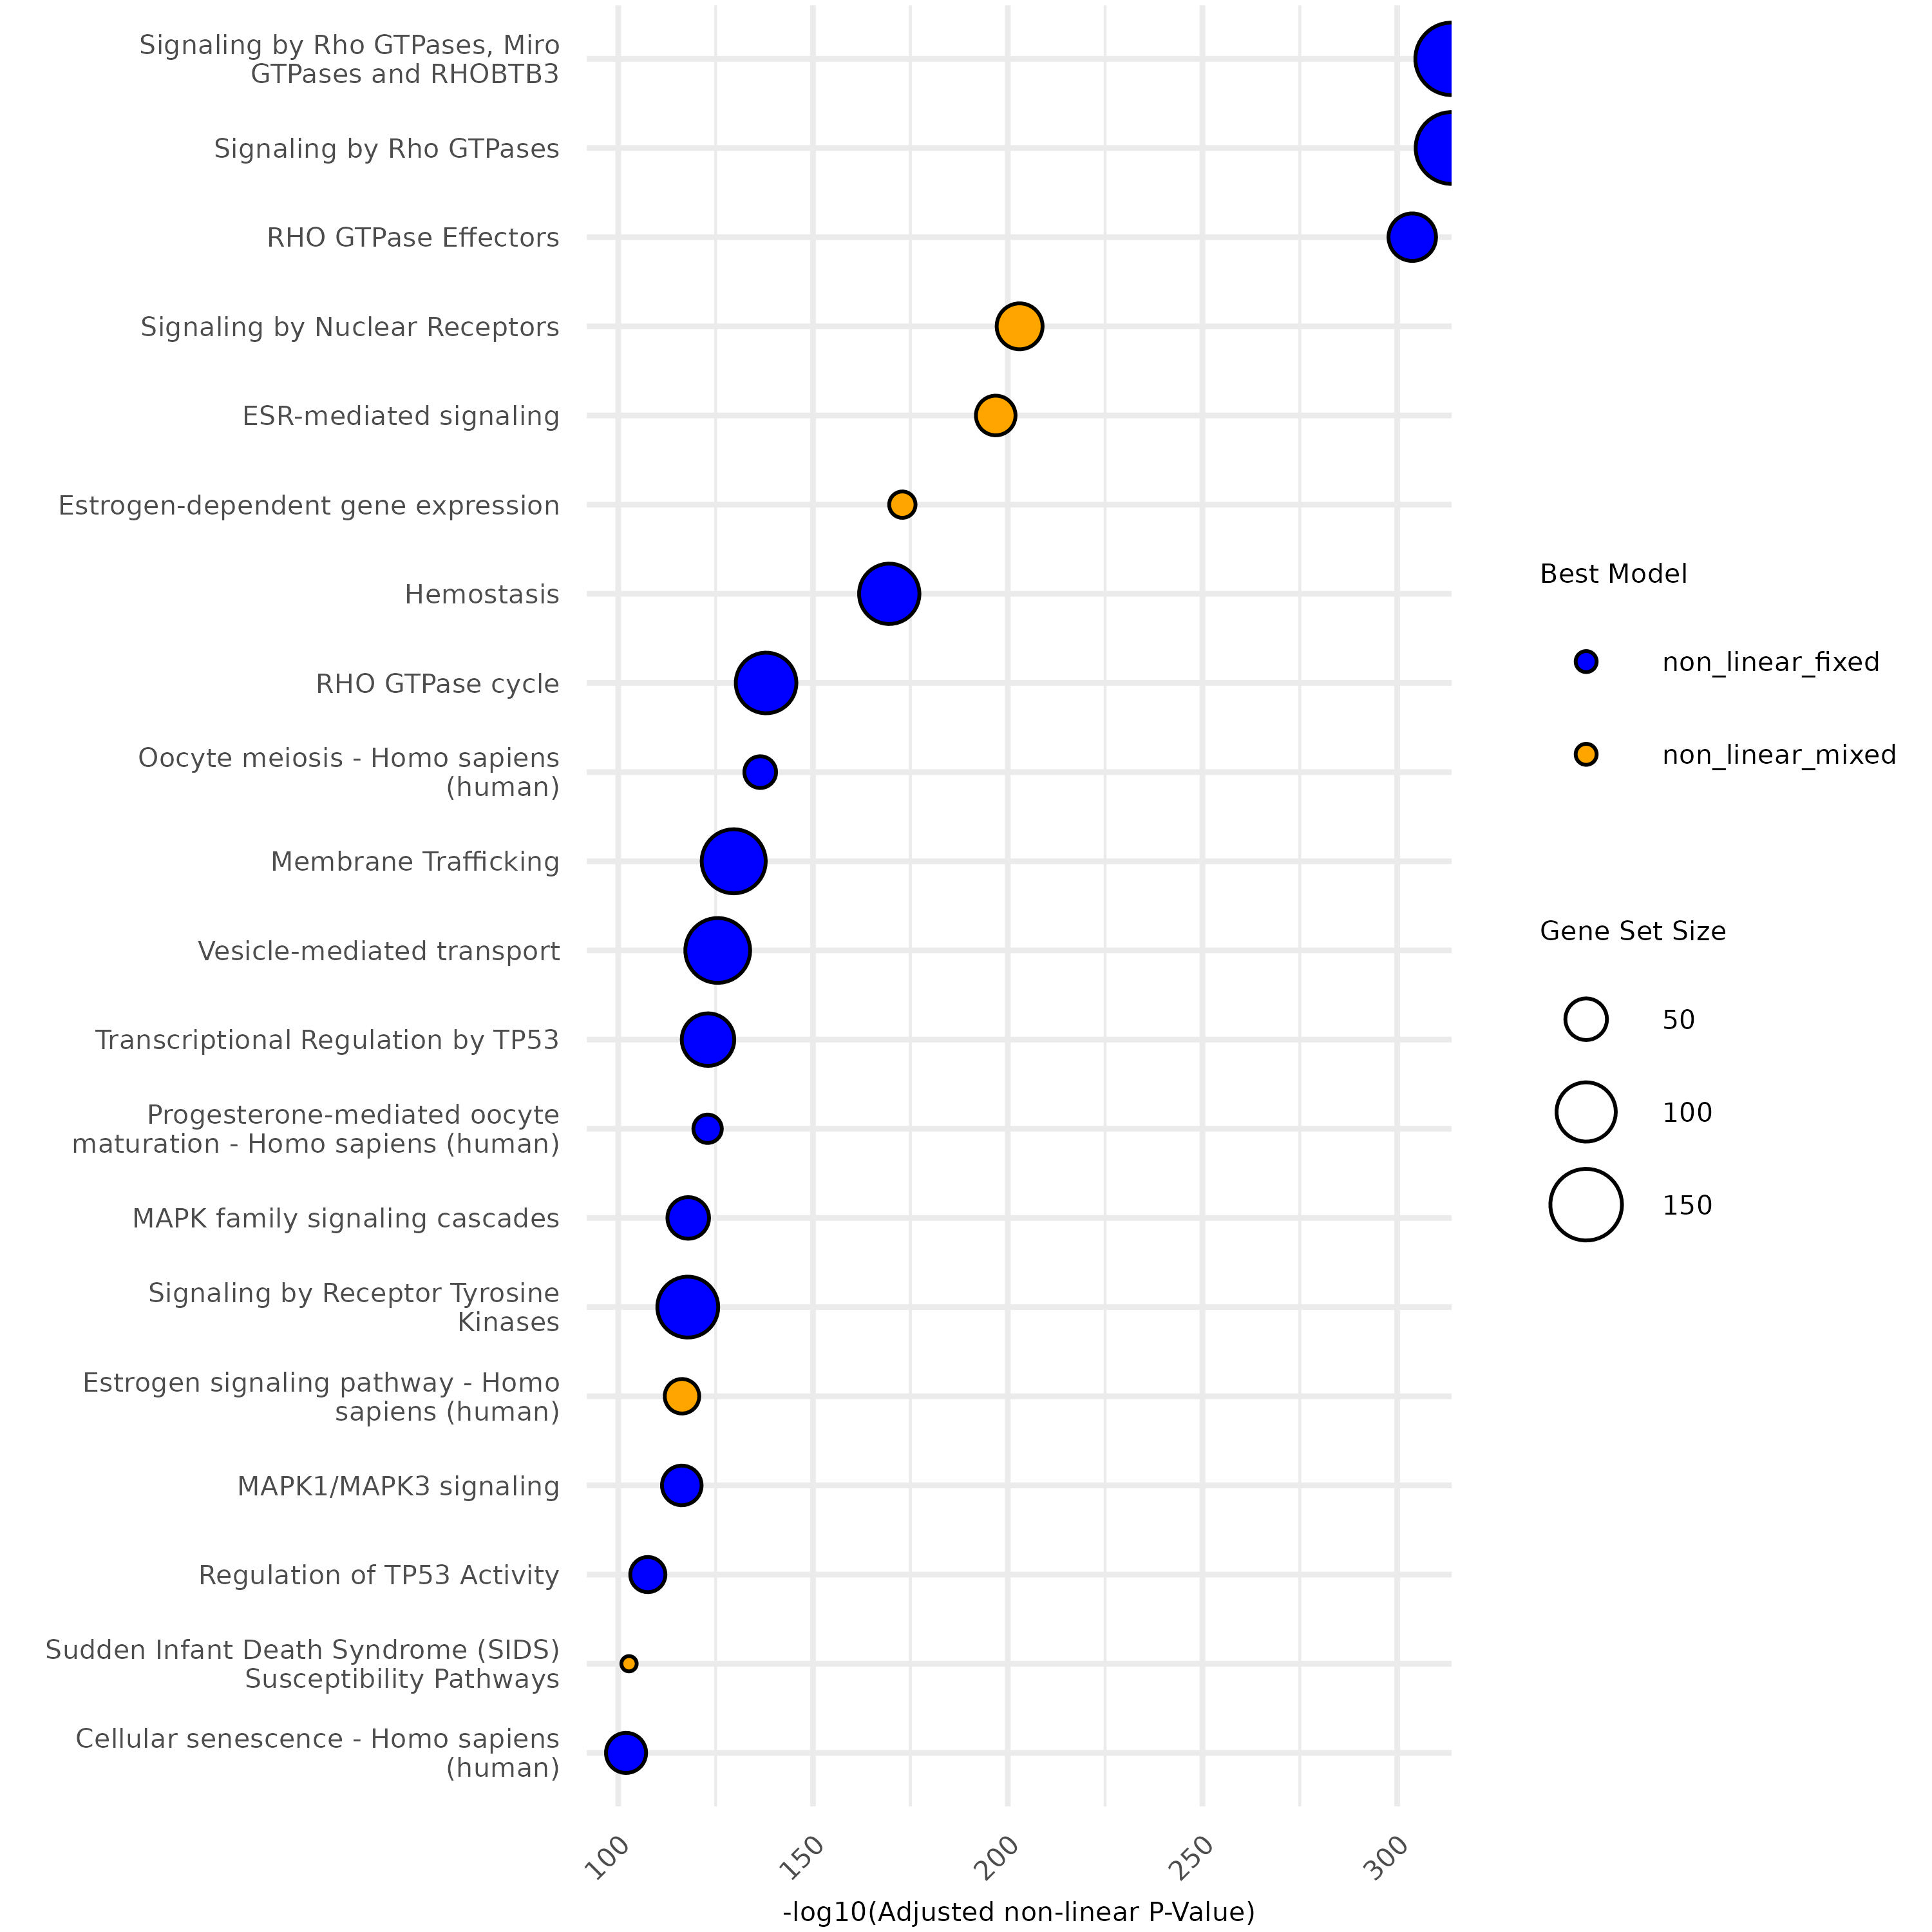 Signaling by Rho GTPases, Miro
GTPases and RHOBTB3
Signaling by Rho GTPases
RHO GTPase Effectors
Signaling by Nuclear Receptors
ESR-mediated signaling
Estrogen-dependent gene expression
Hemostasis
RHO GTPase cycle
Oocyte meiosis - Homo sapiens
(human)
Membrane Trafficking
Vesicle-mediated transport
Transcriptional Regulation by TP53
Progesterone-mediated oocyte
maturation - Homo sapiens (human)
MAPK family signaling cascades
Signaling by Receptor Tyrosine
Kinases
Estrogen signaling pathway - Homo
sapiens (human)
MAPK1/MAPK3 signaling
Regulation of TP53 Activity
Sudden Infant Death Syndrome (SIDS)
Susceptibility Pathways
Cellular senescence - Homo sapiens
(human)
100
150
200
250
300
-log10(Adjusted non-linear P-Value)
Best Model
non_linear_fixed
non_linear_mixed
Gene Set Size
50
100
150